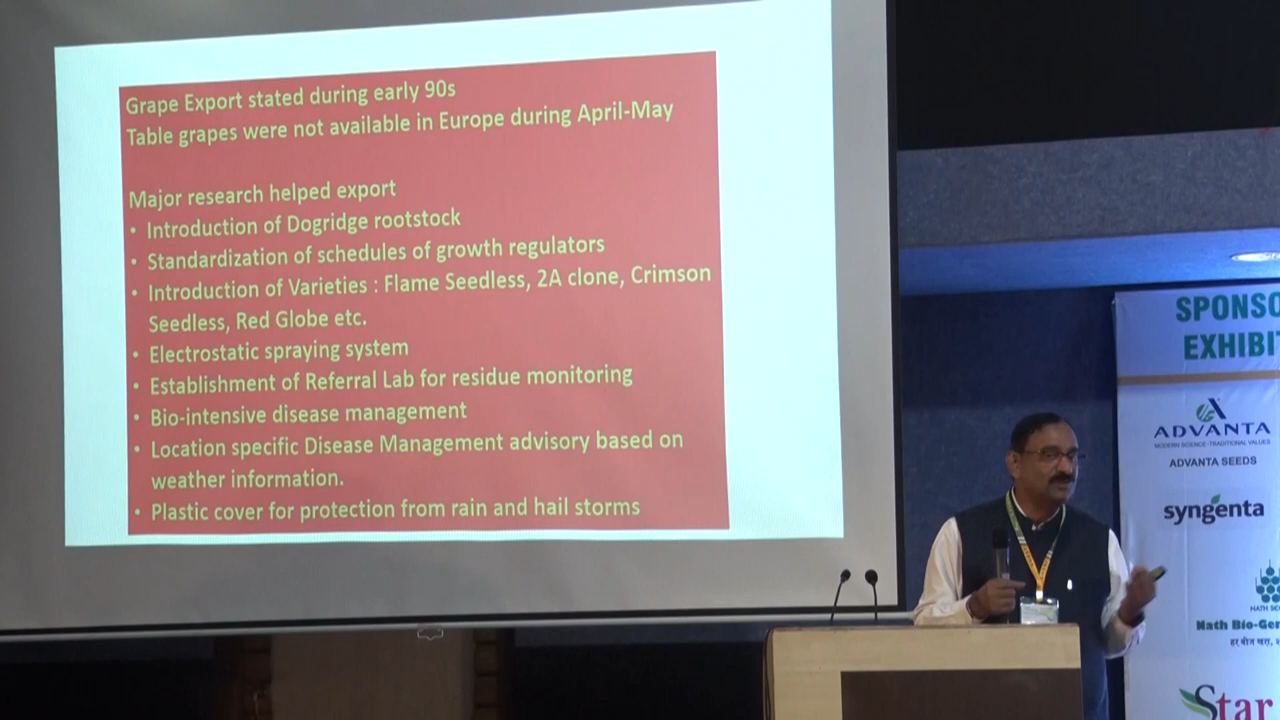 Grape Export stated during early 90s
Table grapes were not available in Europe during April-May
Major research helped export
• Introduction of Dogridge rootstock
• Standardization of schedules of growth regulators
• Introduction of Varieties : Flame Seedless, 2A clone, Crimson
Seedless, Red Globe etc.
• Electrostatic spraying system
• Establishment of Referral Lab for residue monitoring
• Bio-intensive disease management
• Location specific Disease Management advisory based on
weather information.
• Plastic cover for protection from rain and hail storms
SPONSO
EXHIBI
ADVANTA
MODERN SCIENCE · TRADITIONAL VALUES
ADVANTA SEEDS
syngenta
NATH
Nath Bio-Gen
Star